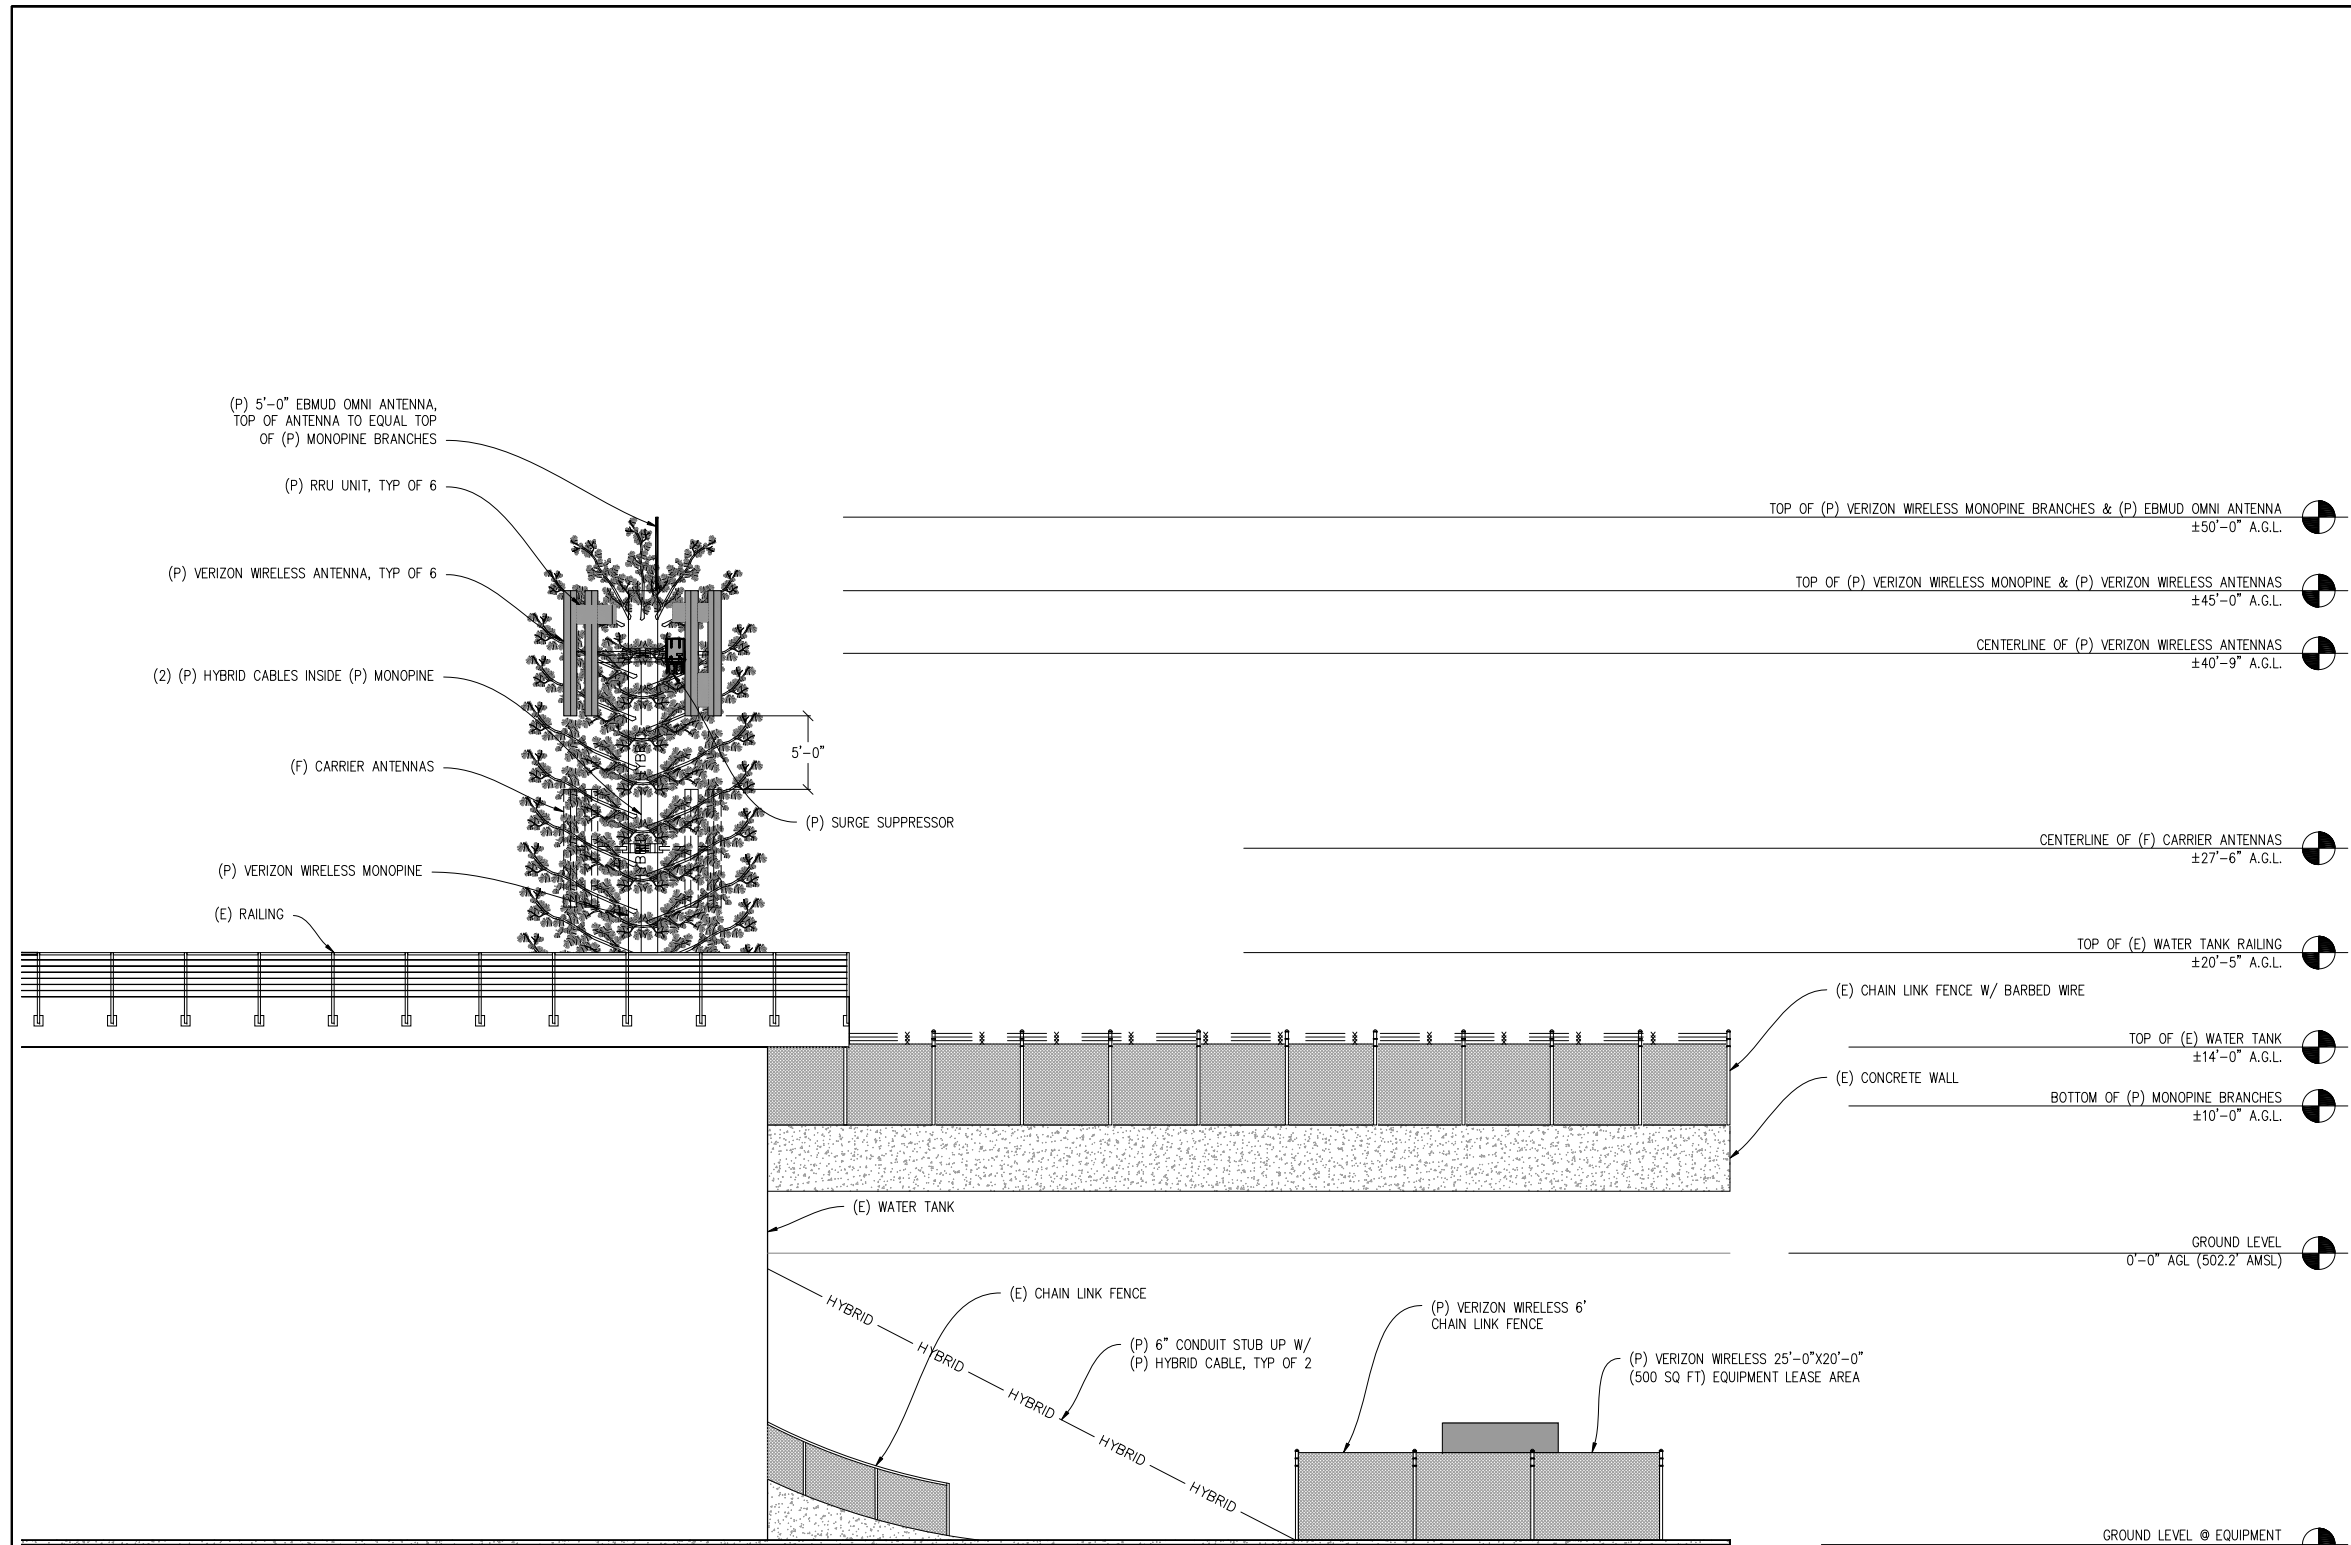 (P) 5'-0" EBMUD OMNI ANTENNA,
TOP OF ANTENNA TO EQUAL TOP
OF (P) MONOPINE BRANCHES
(P) RRU UNIT, TYP OF 6
(P) VERIZON WIRELESS ANTENNA, TYP OF 6
(2) (P) HYBRID CABLES INSIDE (P) MONOPINE
(F) CARRIER ANTENNAS
(P) VERIZON WIRELESS MONOPINE
(E) RAILING
5'-0"
(P) SURGE SUPPRESSOR
TOP OF (P) VERIZON WIRELESS MONOPINE BRANCHES & (P) EBMUD OMNI ANTENNA
±50'-0" A.G.L.
TOP OF (P) VERIZON WIRELESS MONOPINE & (P) VERIZON WIRELESS ANTENNAS
±45'-0" A.G.L.
CENTERLINE OF (P) VERIZON WIRELESS ANTENNAS
±40'-9" A.G.L.
CENTERLINE OF (F) CARRIER ANTENNAS
±27'-6" A.G.L.
TOP OF (E) WATER TANK RAILING
±20'-5" A.G.L.
(E) CHAIN LINK FENCE W/ BARBED WIRE
TOP OF (E) WATER TANK
±14'-0" A.G.L.
(E) CONCRETE WALL
BOTTOM OF (P) MONOPINE BRANCHES
±10'-0" A.G.L.
(E) WATER TANK
GROUND LEVEL
0'-0" AGL (502.2' AMSL)
(E) CHAIN LINK FENCE
(P) 6" CONDUIT STUB UP W/
(P) HYBRID CABLE, TYP OF 2
(P) VERIZON WIRELESS 6'
CHAIN LINK FENCE
(P) VERIZON WIRELESS 25'-0"X20'-0"
(500 SQ FT) EQUIPMENT LEASE AREA
HYBRID
HYBRID
HYBRID
HYBRID
HYBRID
GROUND LEVEL @ EQUIPMENT